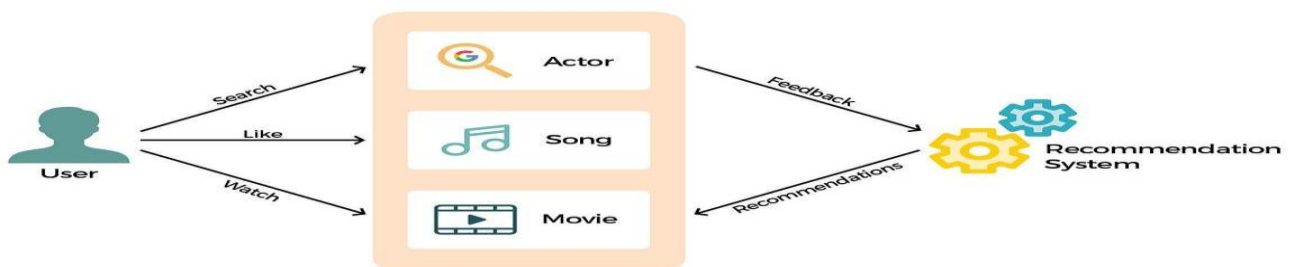 Search
Like
Watch
User
Actor
Song
Movie
Feedback
Recommendations
Recommendation
System